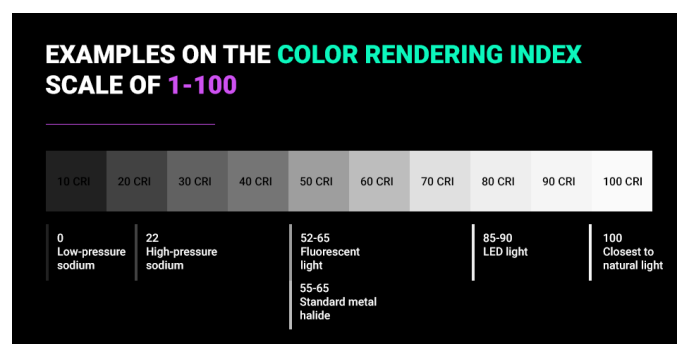 EXAMPLES ON THE COLOR RENDERING INDEX
SCALE OF 1-100
10 CRI 20 CRI 30 CRI 40 CRI 50 CRI 60 CRI 70 CRI 80 CRI 90 CRI 100 CRI
0
Low-pressure
sodium
22
High-pressure
sodium
52-65
Fluorescent
light
55-65
Standard metal
halide
85-90
LED light
100
Closest to
natural light